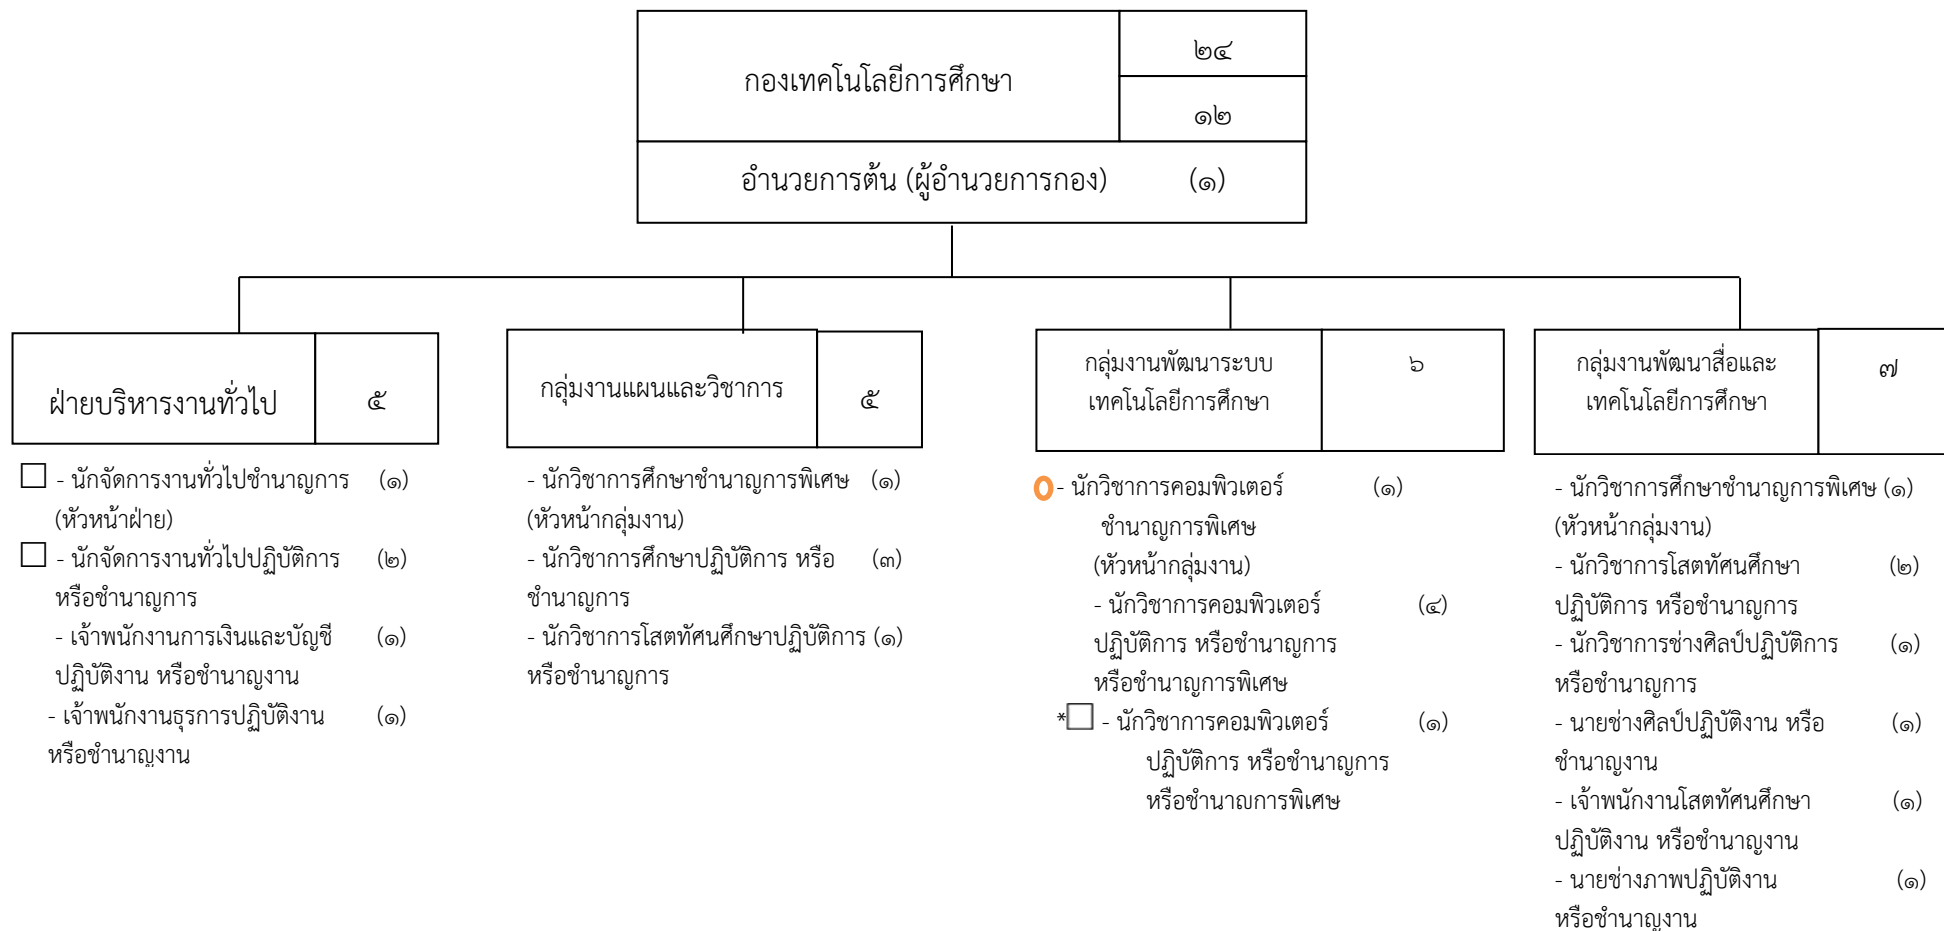 กองเทคโนโลยีการศึกษา
๒๔
๑๒
อำนวยการต้น (ผู้อำนวยการกอง) (๑)
ฝ่ายบริหารงานทั่วไป
๕
- นักจัดการงานทั่วไปชำนาญการ (๑)
(หัวหน้าฝ่าย)
- นักจัดการงานทั่วไปปฏิบัติการ (๒)
หรือชำนาญการ
- เจ้าพนักงานการเงินและบัญชี (๑)
ปฏิบัติงาน หรือชำนาญงาน
- เจ้าพนักงานธุรการปฏิบัติงาน (๑)
หรือชำนาญงาน
กลุ่มงานแผนและวิชาการ
๕
- นักวิชาการศึกษาชำนาญการพิเศษ (๑)
(หัวหน้ากลุ่มงาน)
- นักวิชาการศึกษาปฏิบัติการ หรือ (๓)
ชำนาญการ
- นักวิชาการโสตทัศนศึกษาปฏิบัติการ (๑)
หรือชำนาญการ
กลุ่มงานพัฒนาระบบ
เทคโนโลยีการศึกษา
๖
- นักวิชาการคอมพิวเตอร์ (๑)
ชำนาญการพิเศษ
(หัวหน้ากลุ่มงาน)
- นักวิชาการคอมพิวเตอร์ (๔)
ปฏิบัติการ หรือชำนาญการ
หรือชำนาญการพิเศษ
* - นักวิชาการคอมพิวเตอร์ (๑)
ปฏิบัติการ หรือชำนาญการ
หรือชำนาญการพิเศษ
กลุ่มงานพัฒนาสื่อและ
เทคโนโลยีการศึกษา
๗
- นักวิชาการศึกษาชำนาญการพิเศษ (๑)
(หัวหน้ากลุ่มงาน)
- นักวิชาการโสตทัศนศึกษา (๒)
ปฏิบัติการ หรือชำนาญการ
- นักวิชาการช่างศิลป์ปฏิบัติการ (๑)
หรือชำนาญการ
- นายช่างศิลป์ปฏิบัติงาน หรือ (๑)
ชำนาญงาน
- เจ้าพนักงานโสตทัศนศึกษา (๑)
ปฏิบัติงาน หรือชำนาญงาน
- นายช่างภาพปฏิบัติงาน (๑)
หรือชำนาญงาน